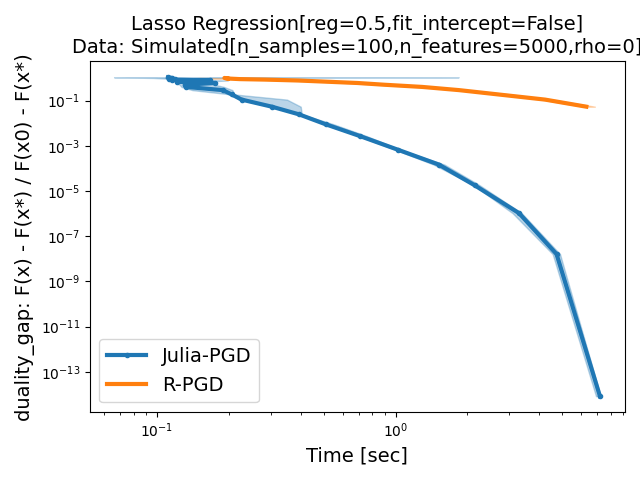 Lasso Regression[reg=0.5,fit_intercept=False]
Data: Simulated[n_samples=100,n_features=5000,rho=0]
duality_gap: F(x) - F(x*) / F(x0) - F(x*)
10⁻¹
10⁻³
10⁻⁵
10⁻⁷
10⁻⁹
10⁻¹¹
10⁻¹³
Julia-PGD
R-PGD
10⁻¹
10⁰
Time [sec]